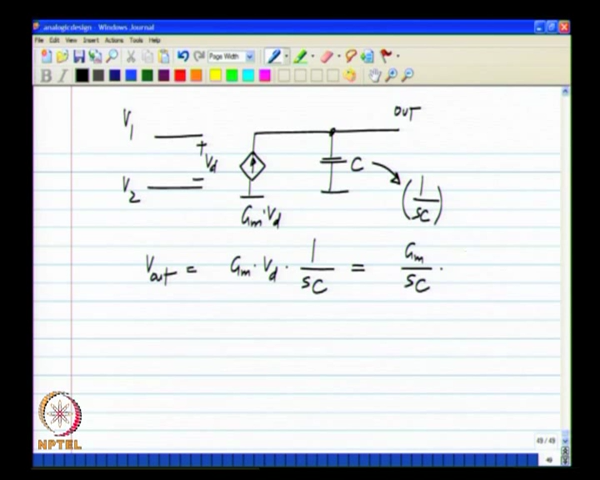 analogicdesign - Windows Journal
File Edit View Insert Actions Tools Help
Page Width
B I
OUT
V1
+
Vd
-
V2
C
(1/sC)
Gm·Vd
Vout = Gm·Vd·1/sC = Gm/sC·
NPTEL
49 / 49
46